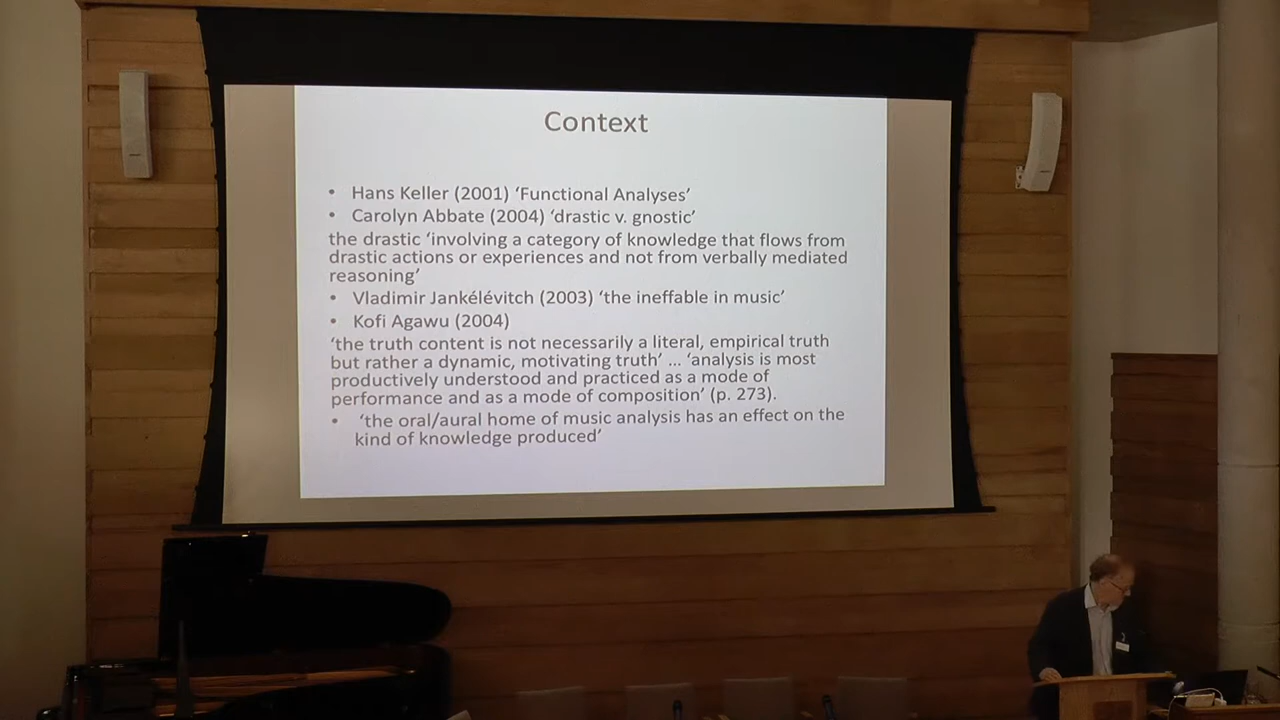 Context
• Hans Keller (2001) ‘Functional Analyses’
• Carolyn Abbate (2004) ‘drastic v. gnostic’
the drastic ‘involving a category of knowledge that flows from
drastic actions or experiences and not from verbally mediated
reasoning’
• Vladimir Jankélévitch (2003) ‘the ineffable in music’
• Kofi Agawu (2004)
‘the truth content is not necessarily a literal, empirical truth
but rather a dynamic, motivating truth’ ... ‘analysis is most
productively understood and practiced as a mode of
performance and as a mode of composition’ (p. 273).
• ‘the oral/aural home of music analysis has an effect on the
kind of knowledge produced’